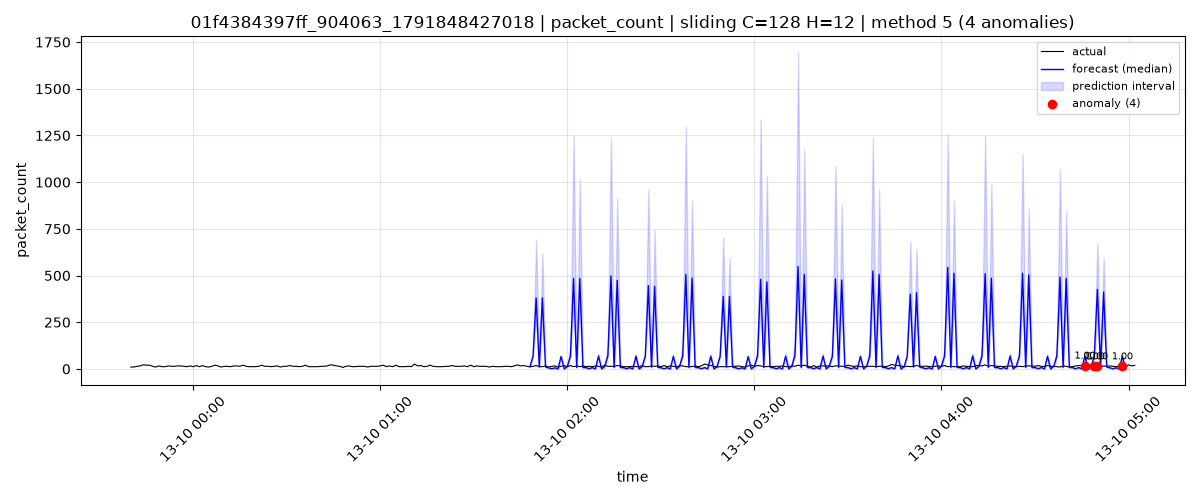 01f4384397ff_904063_1791848427018 | packet_count | sliding C=128 H=12 | method 5 (4 anomalies)
actual
forecast (median)
prediction interval
anomaly (4)
packet_count
1750
1500
1250
1000
750
500
250
0
1.00
1.00
13-10 00:00
13-10 01:00
13-10 02:00
13-10 03:00
13-10 04:00
13-10 05:00
time